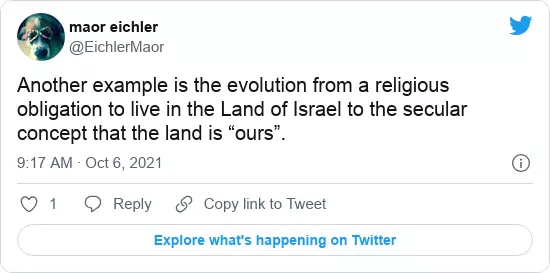 maor eichler
@EichlerMaor
Another example is the evolution from a religious
obligation to live in the Land of Israel to the secular
concept that the land is “ours”.
9:17 AM · Oct 6, 2021
1 Reply Copy link to Tweet
Explore what's happening on Twitter